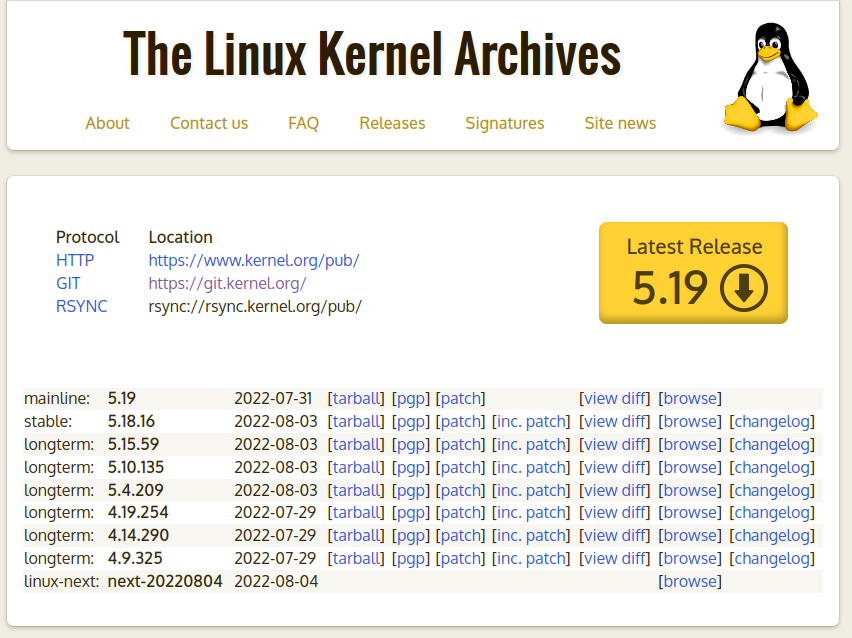 The Linux Kernel Archives
About Contact us FAQ Releases Signatures Site news
Protocol Location
HTTP https://www.kernel.org/pub/
GIT https://git.kernel.org/
RSYNC rsync://rsync.kernel.org/pub/
Latest Release
5.19
mainline: 5.19 2022-07-31 [tarball] [pgp] [patch] [view diff] [browse]
stable: 5.18.16 2022-08-03 [tarball] [pgp] [patch] [inc. patch] [view diff] [browse] [changelog]
longterm: 5.15.59 2022-08-03 [tarball] [pgp] [patch] [inc. patch] [view diff] [browse] [changelog]
longterm: 5.10.135 2022-08-03 [tarball] [pgp] [patch] [inc. patch] [view diff] [browse] [changelog]
longterm: 5.4.209 2022-08-03 [tarball] [pgp] [patch] [inc. patch] [view diff] [browse] [changelog]
longterm: 4.19.254 2022-07-29 [tarball] [pgp] [patch] [inc. patch] [view diff] [browse] [changelog]
longterm: 4.14.290 2022-07-29 [tarball] [pgp] [patch] [inc. patch] [view diff] [browse] [changelog]
longterm: 4.9.325 2022-07-29 [tarball] [pgp] [patch] [inc. patch] [view diff] [browse] [changelog]
linux-next: next-20220804 2022-08-04 [browse]